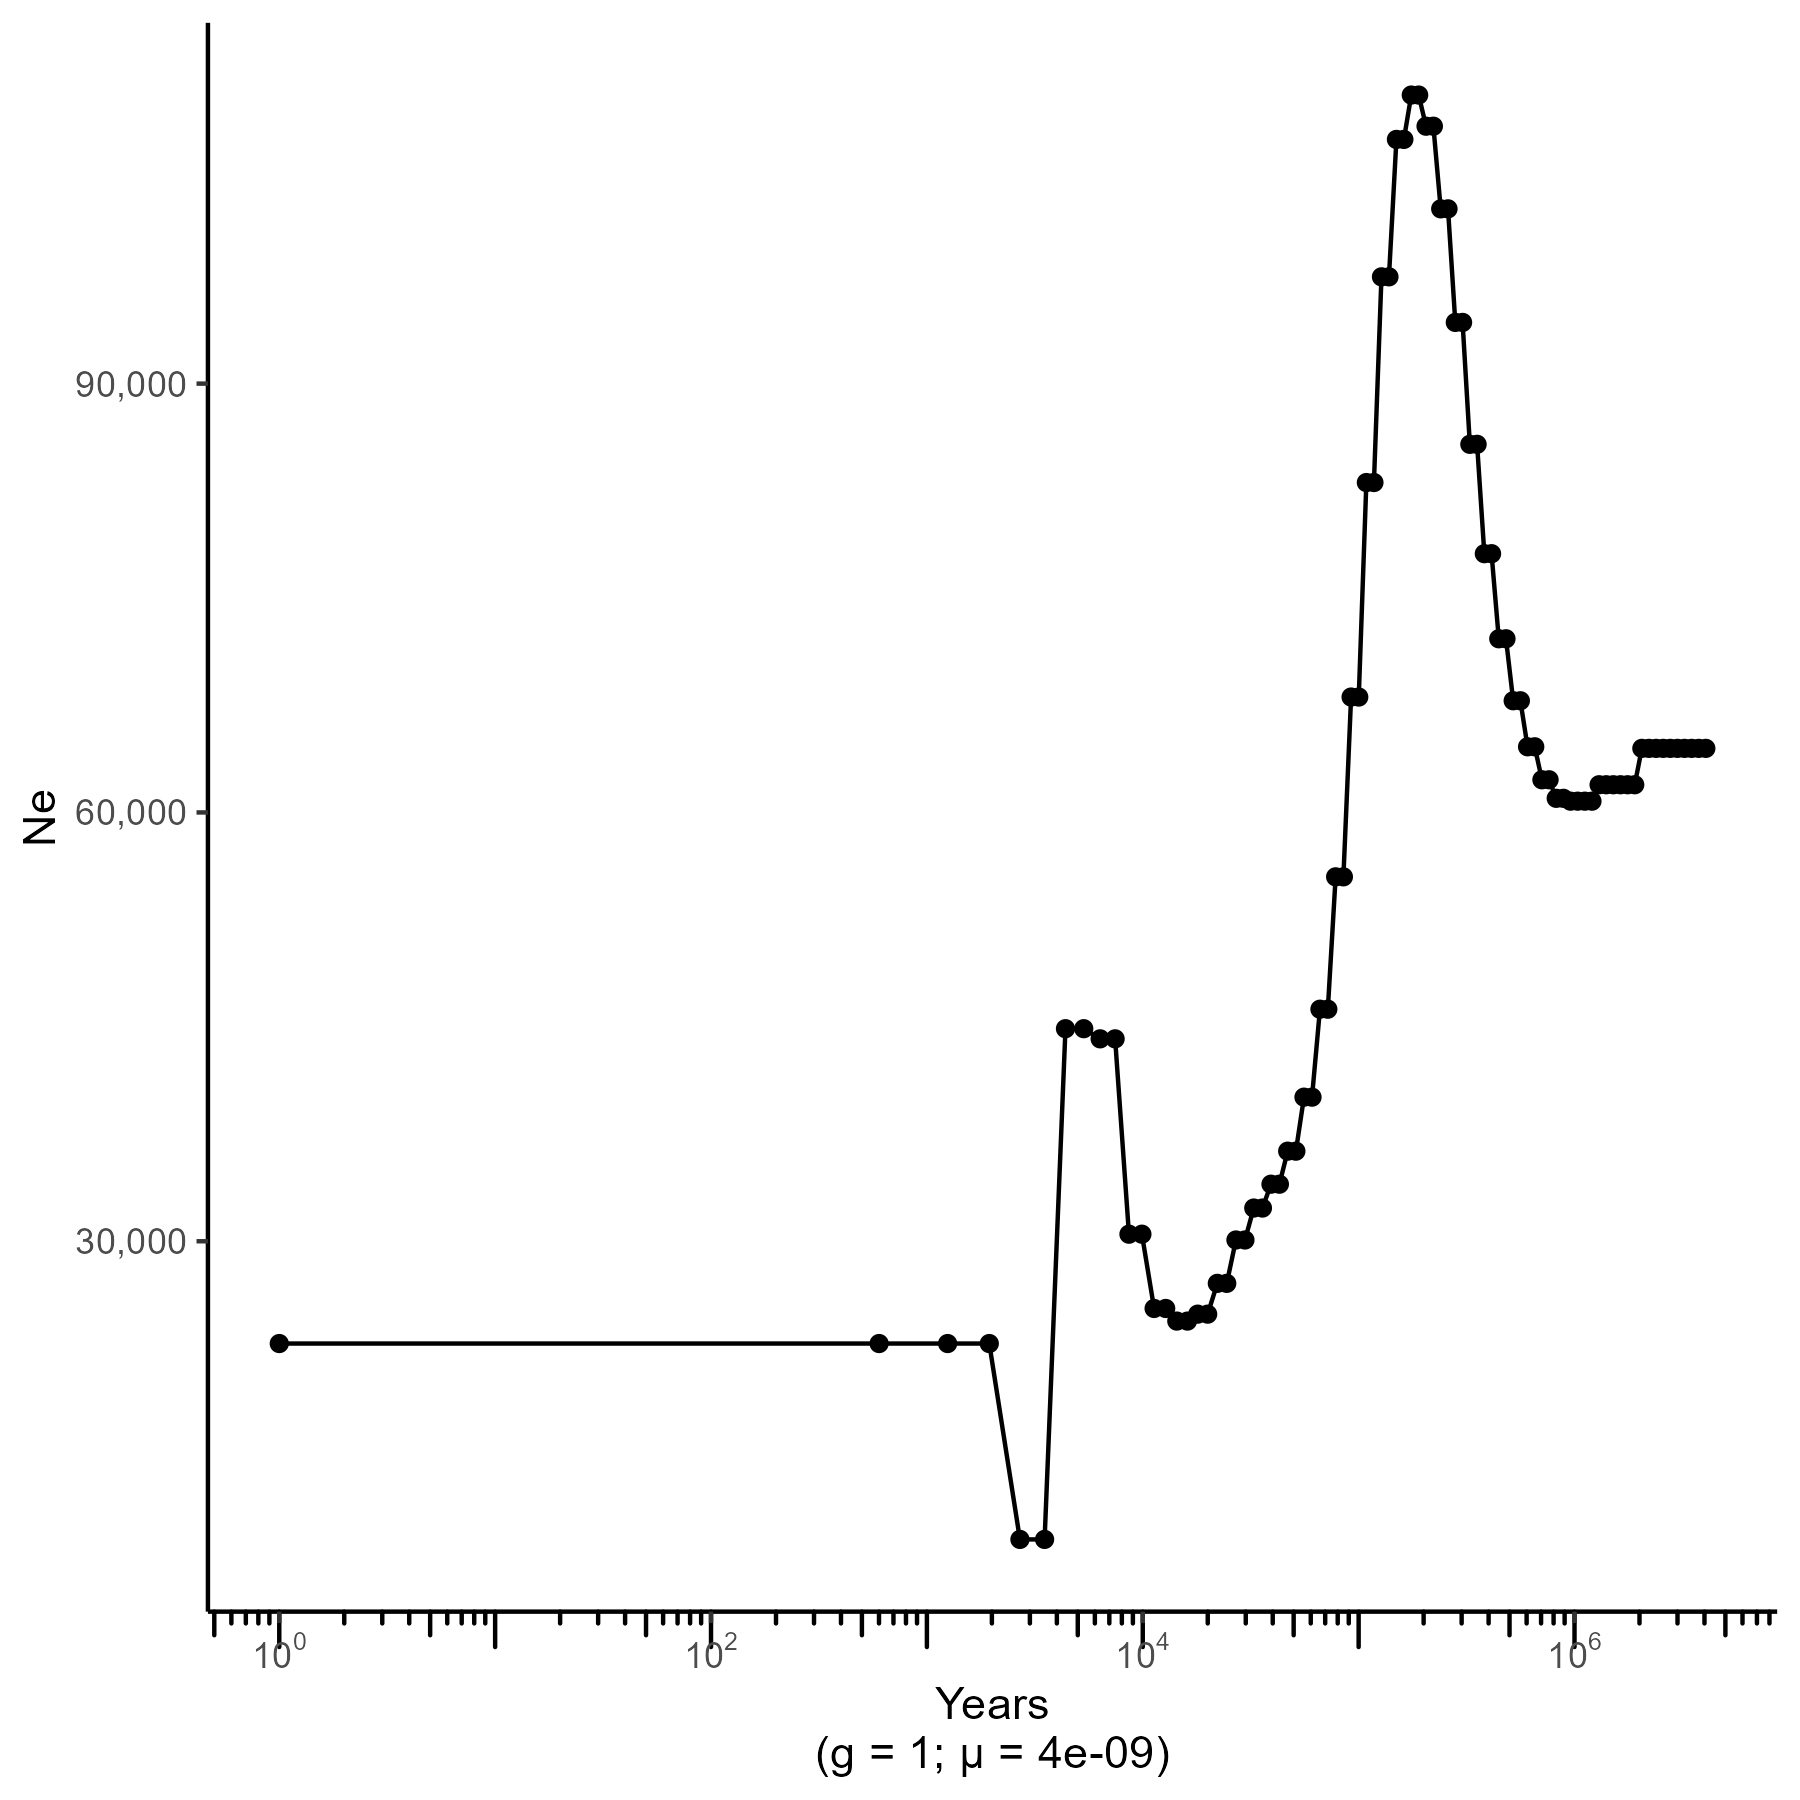 90,000
60,000
30,000
Ne
10⁰
10²
10⁴
10⁶
Years
(g = 1; μ = 4e-09)